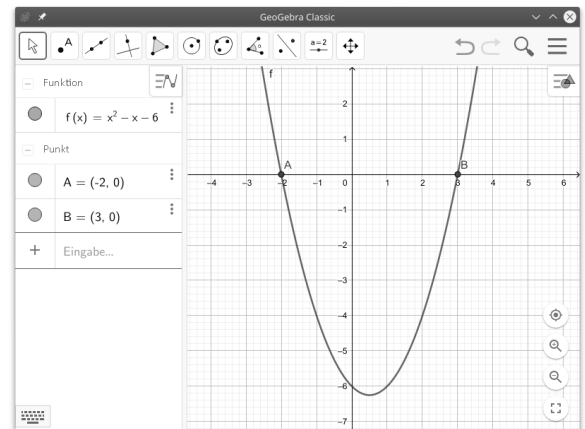 GeoGebra Classic
A
a=2
Funktion
f(x) = x² − x − 6
Punkt
A = (-2, 0)
B = (3, 0)
Eingabe...
f
2
1
A
B
−4 −3 −2 −1 0 1 2 3 4 5 6
−1
−2
−3
−4
−5
−6
−7